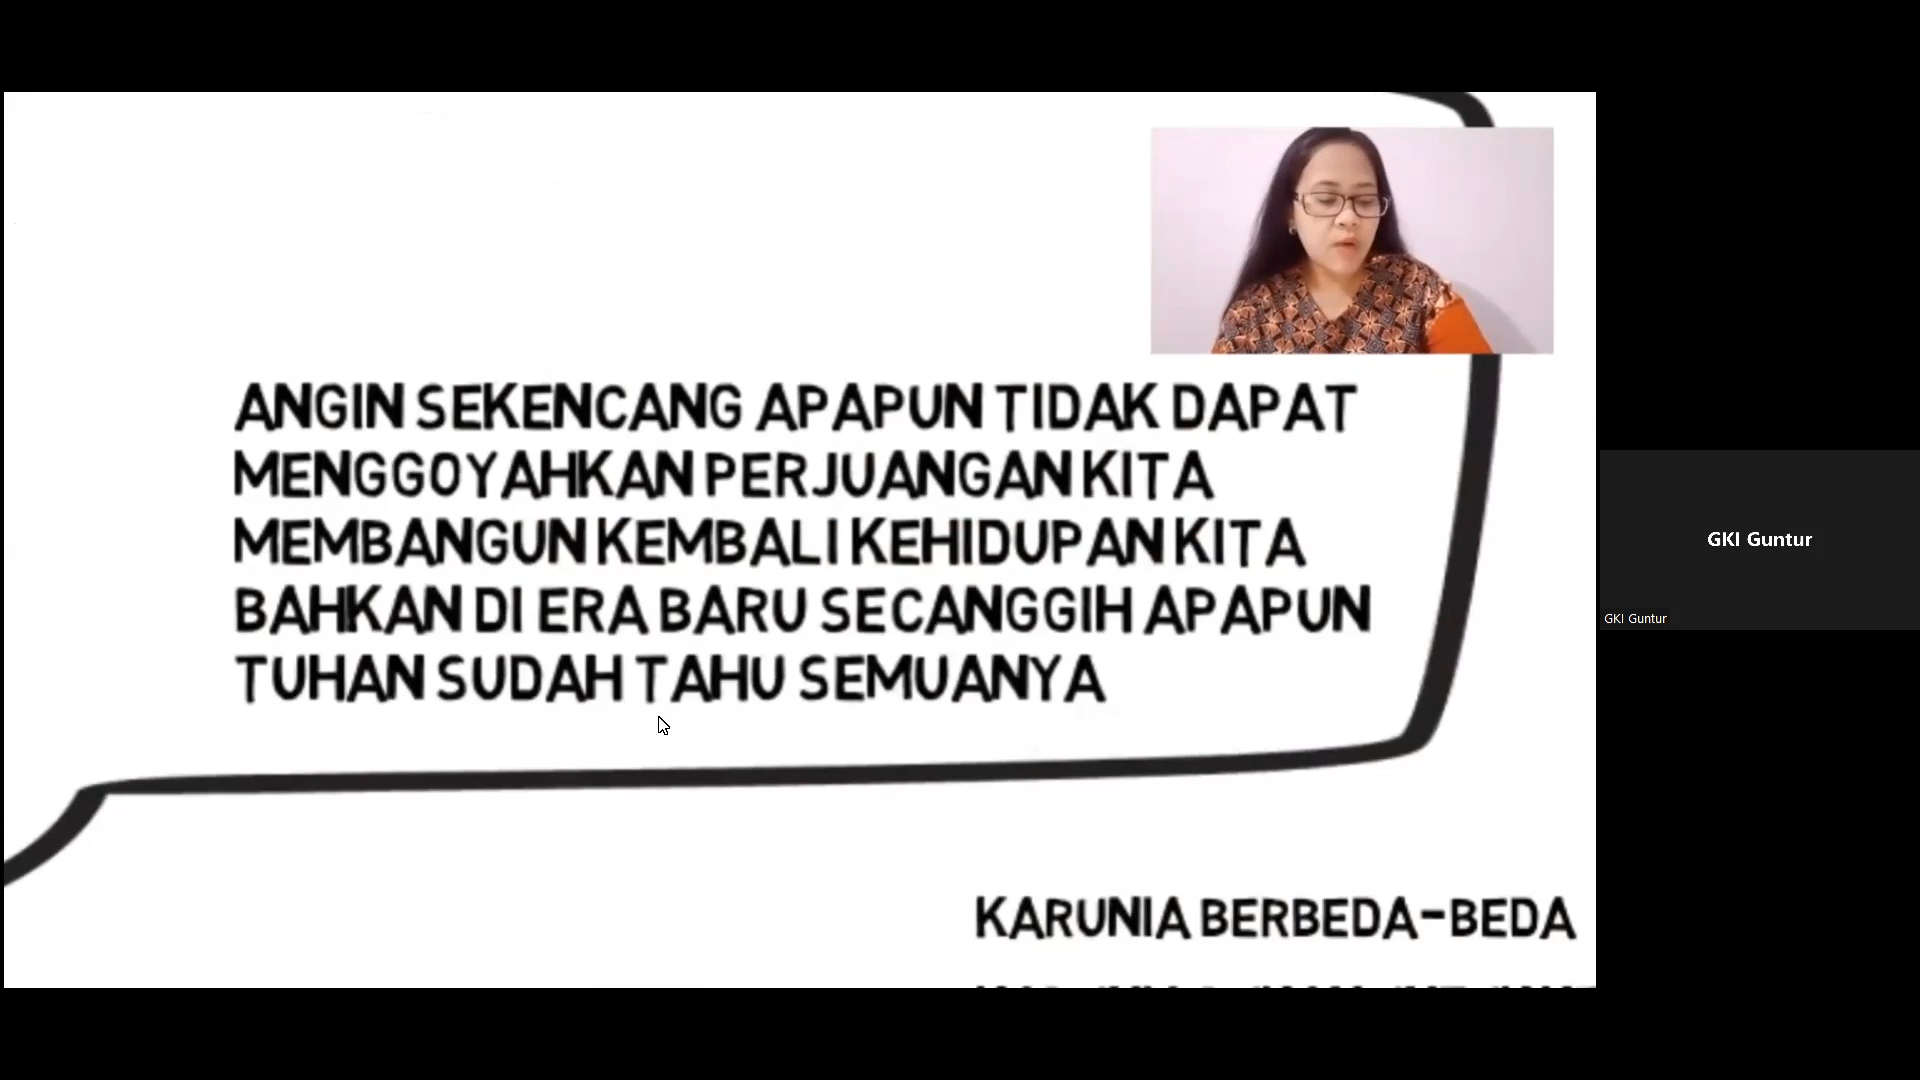 ANGIN SEKENCANG APAPUN TIDAK DAPAT
MENGGOYAHKAN PERJUANGAN KITA
MEMBANGUN KEMBALI KEHIDUPAN KITA
BAHKAN DI ERA BARU SECANGGIH APAPUN
TUHAN SUDAH TAHU SEMUANYA
KARUNIA BERBEDA-BEDA
GKI Guntur
GKI Guntur